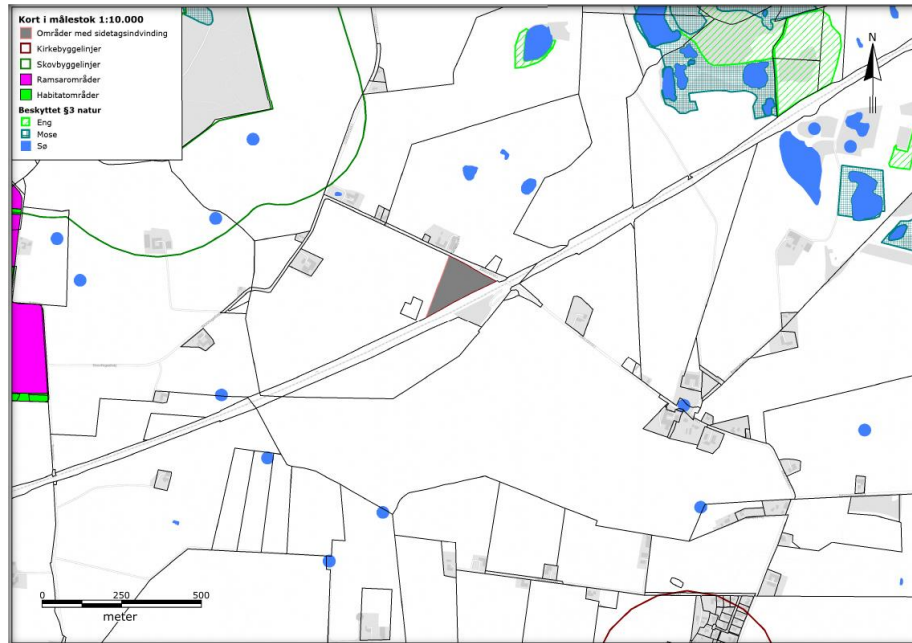 Kort i målestok 1:10.000
Områder med sidetagsindvinding
Kirkebyggelinjer
Skovbyggelinjer
Ramsarområder
Habitatområder
Beskyttet §3 natur
Eng
Mose
Sø
N
0 250 500
meter